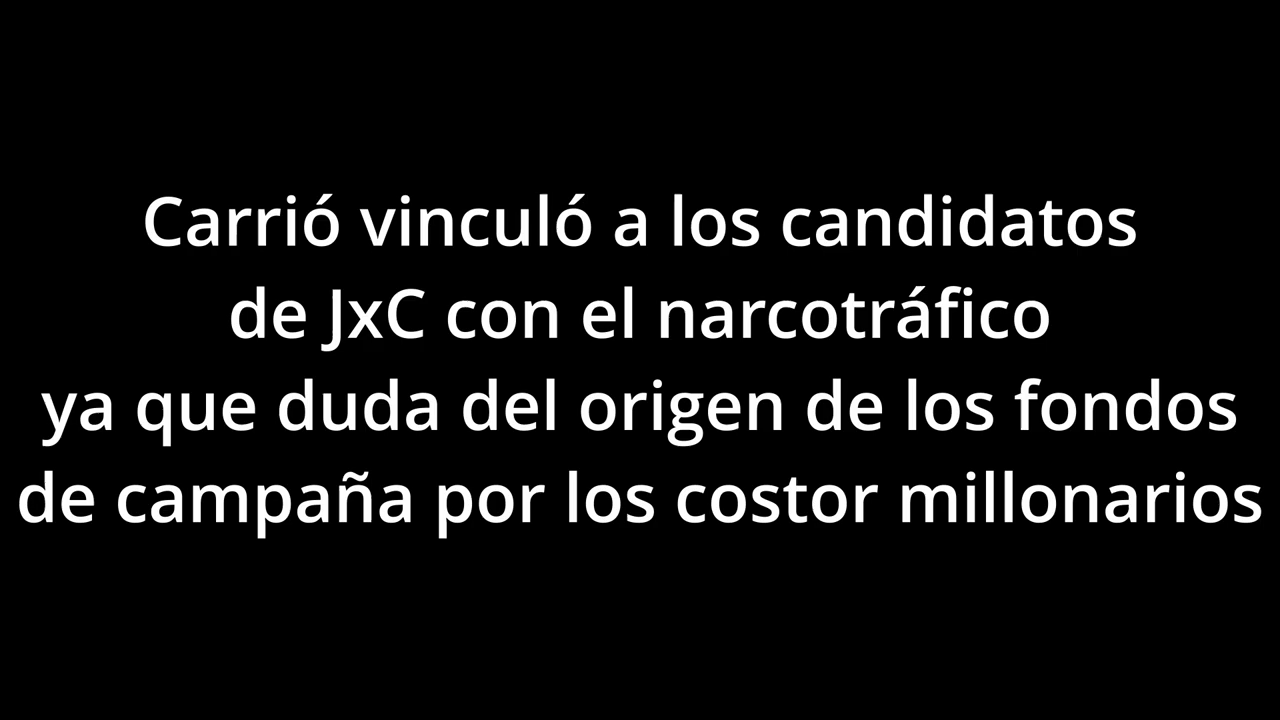 Carrió vinculó a los candidatos
de JxC con el narcotráfico
ya que duda del origen de los fondos
de campaña por los costor millonarios